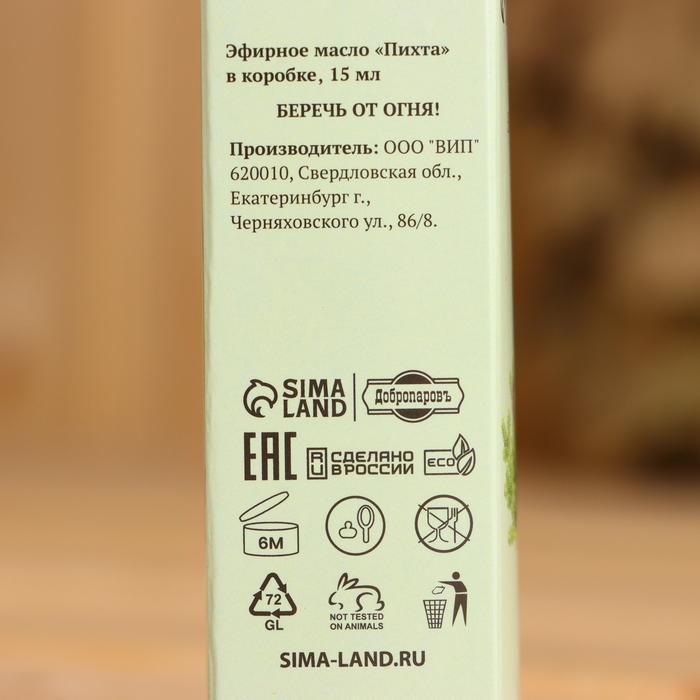 Эфирное масло «Пихта»
в коробке, 15 мл
БЕРЕЧЬ ОТ ОГНЯ!
Производитель: ООО "ВИП"
620010, Свердловская обл.,
Екатеринбург г.,
Черняховского ул., 86/8.
SIMA
LAND
Добропаровъ
ЕАС
RU
СДЕЛАНО
В РОССИИ
ECO
6M
72
GL
NOT TESTED
ON ANIMALS
SIMA-LAND.RU